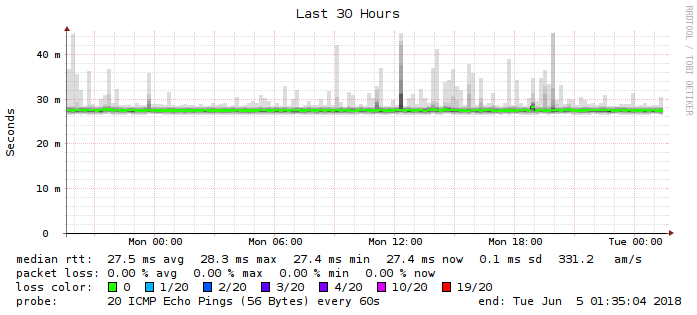 Last 30 Hours
RRDTOOL / TOBI OETIKER
Seconds
40 m
30 m
20 m
10 m
0
Mon 00:00 Mon 06:00 Mon 12:00 Mon 18:00 Tue 00:00
median rtt: 27.5 ms avg 28.3 ms max 27.4 ms min 27.4 ms now 0.1 ms sd 331.2 am/s
packet loss: 0.00 % avg 0.00 % max 0.00 % min 0.00 % now
loss color: 0 1/20 2/20 3/20 4/20 10/20 19/20
probe: 20 ICMP Echo Pings (56 Bytes) every 60s end: Tue Jun 5 01:35:04 2018